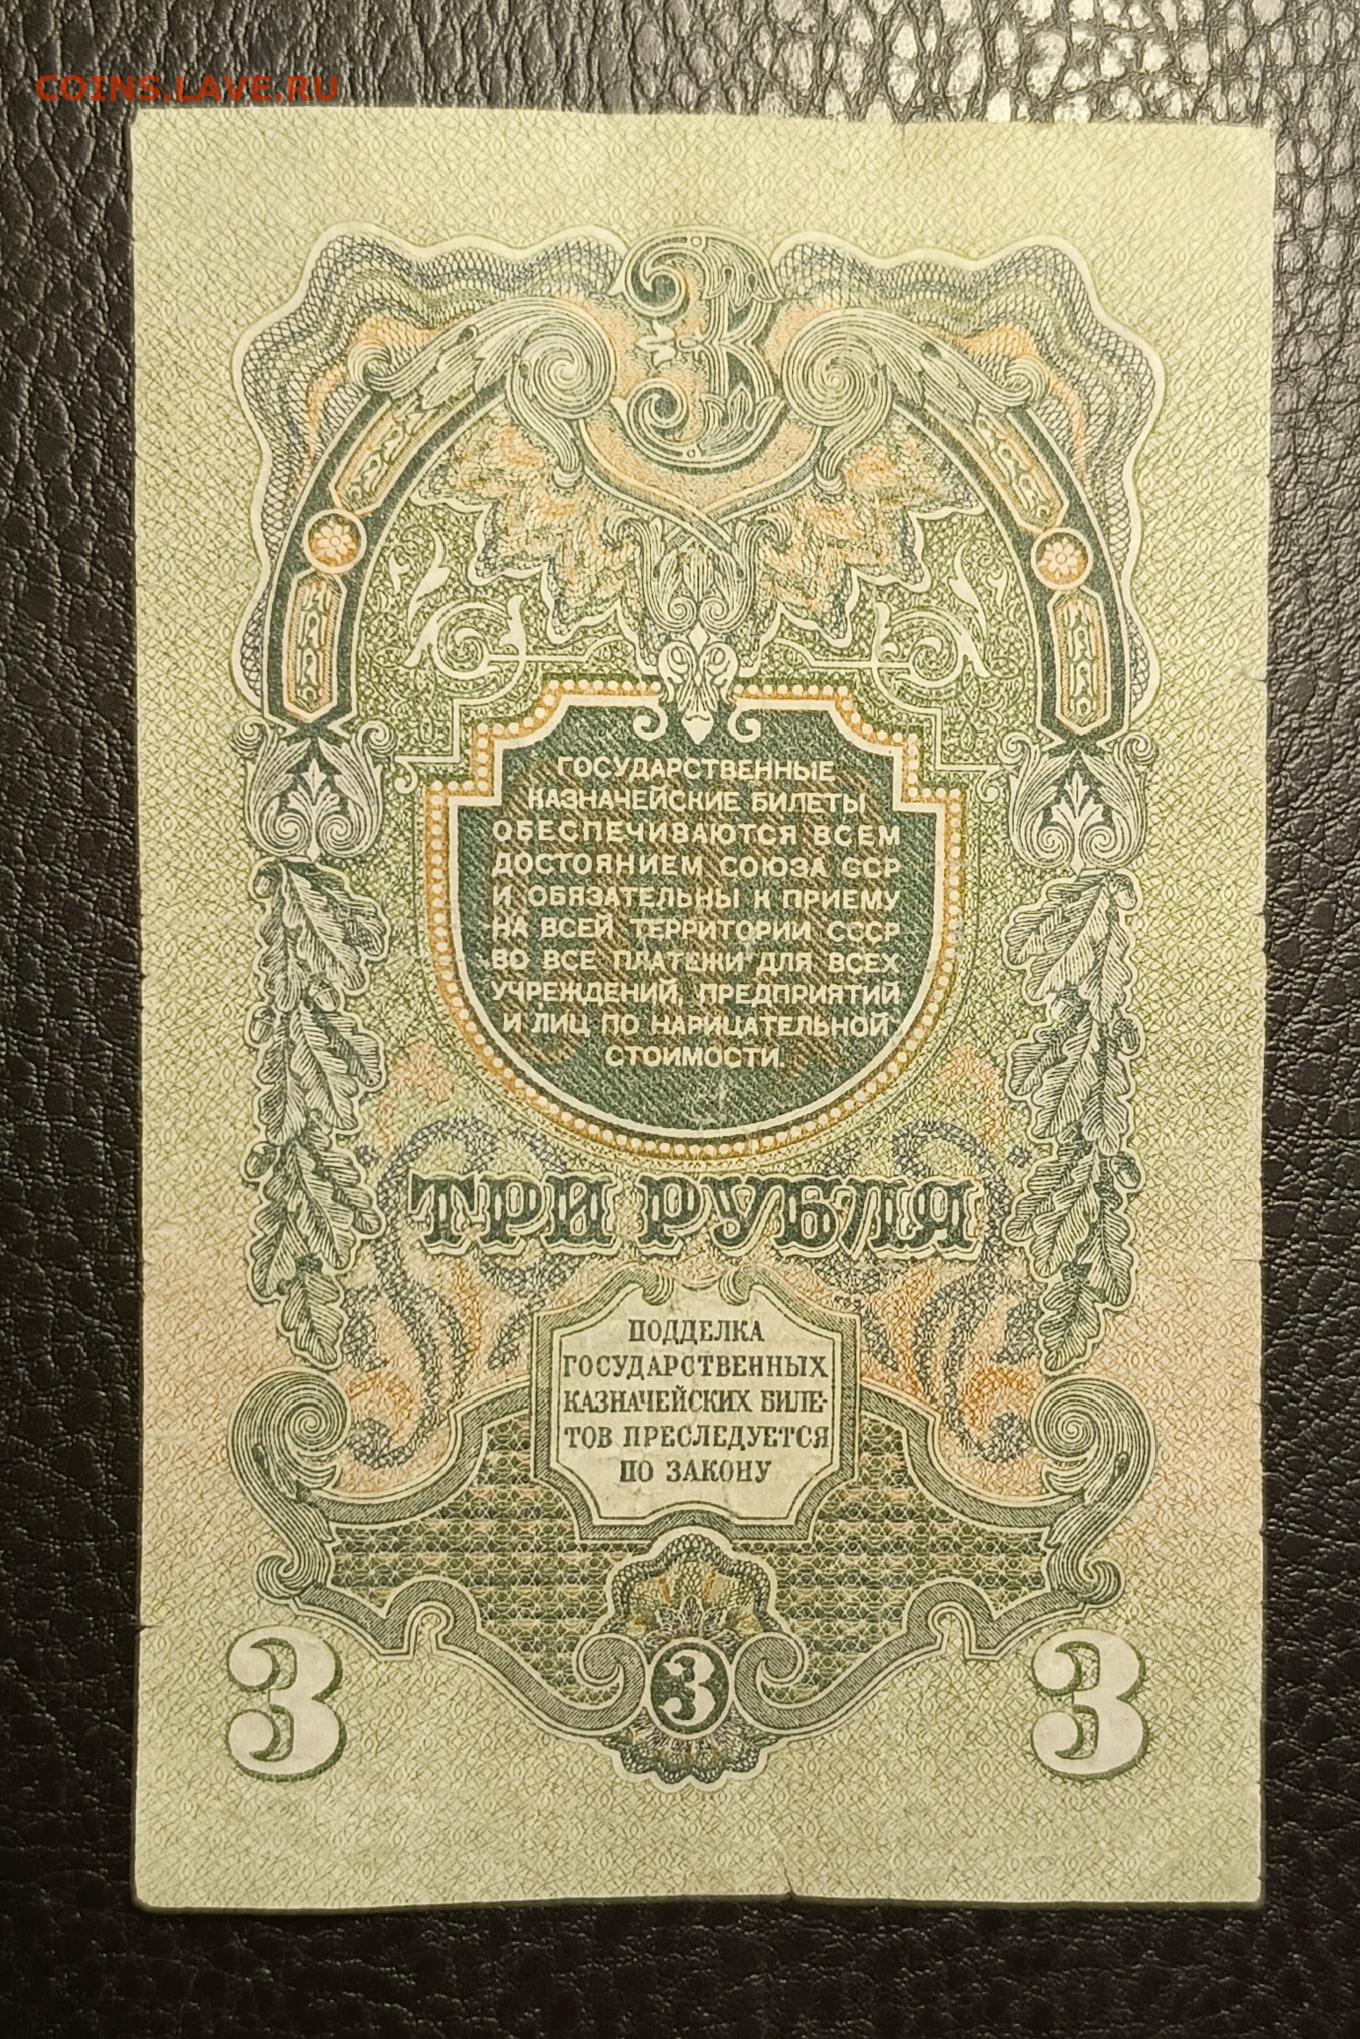 COINS.LAVE.RU
3
ГОСУДАРСТВЕННЫЕ
КАЗНАЧЕЙСКИЕ БИЛЕТЫ
ОБЕСПЕЧИВАЮТСЯ ВСЕМ
ДОСТОЯНИЕМ СОЮЗА ССР
И ОБЯЗАТЕЛЬНЫ К ПРИЕМУ
НА ВСЕЙ ТЕРРИТОРИИ СССР
ВО ВСЕ ПЛАТЕЖИ ДЛЯ ВСЕХ
УЧРЕЖДЕНИЙ, ПРЕДПРИЯТИЙ
И ЛИЦ ПО НАРИЦАТЕЛЬНОЙ
СТОИМОСТИ.
ТРИ РУБЛЯ
ПОДДЕЛКА
ГОСУДАРСТВЕННЫХ
КАЗНАЧЕЙСКИХ БИЛЕ-
ТОВ ПРЕСЛЕДУЕТСЯ
ПО ЗАКОНУ
3 3 3